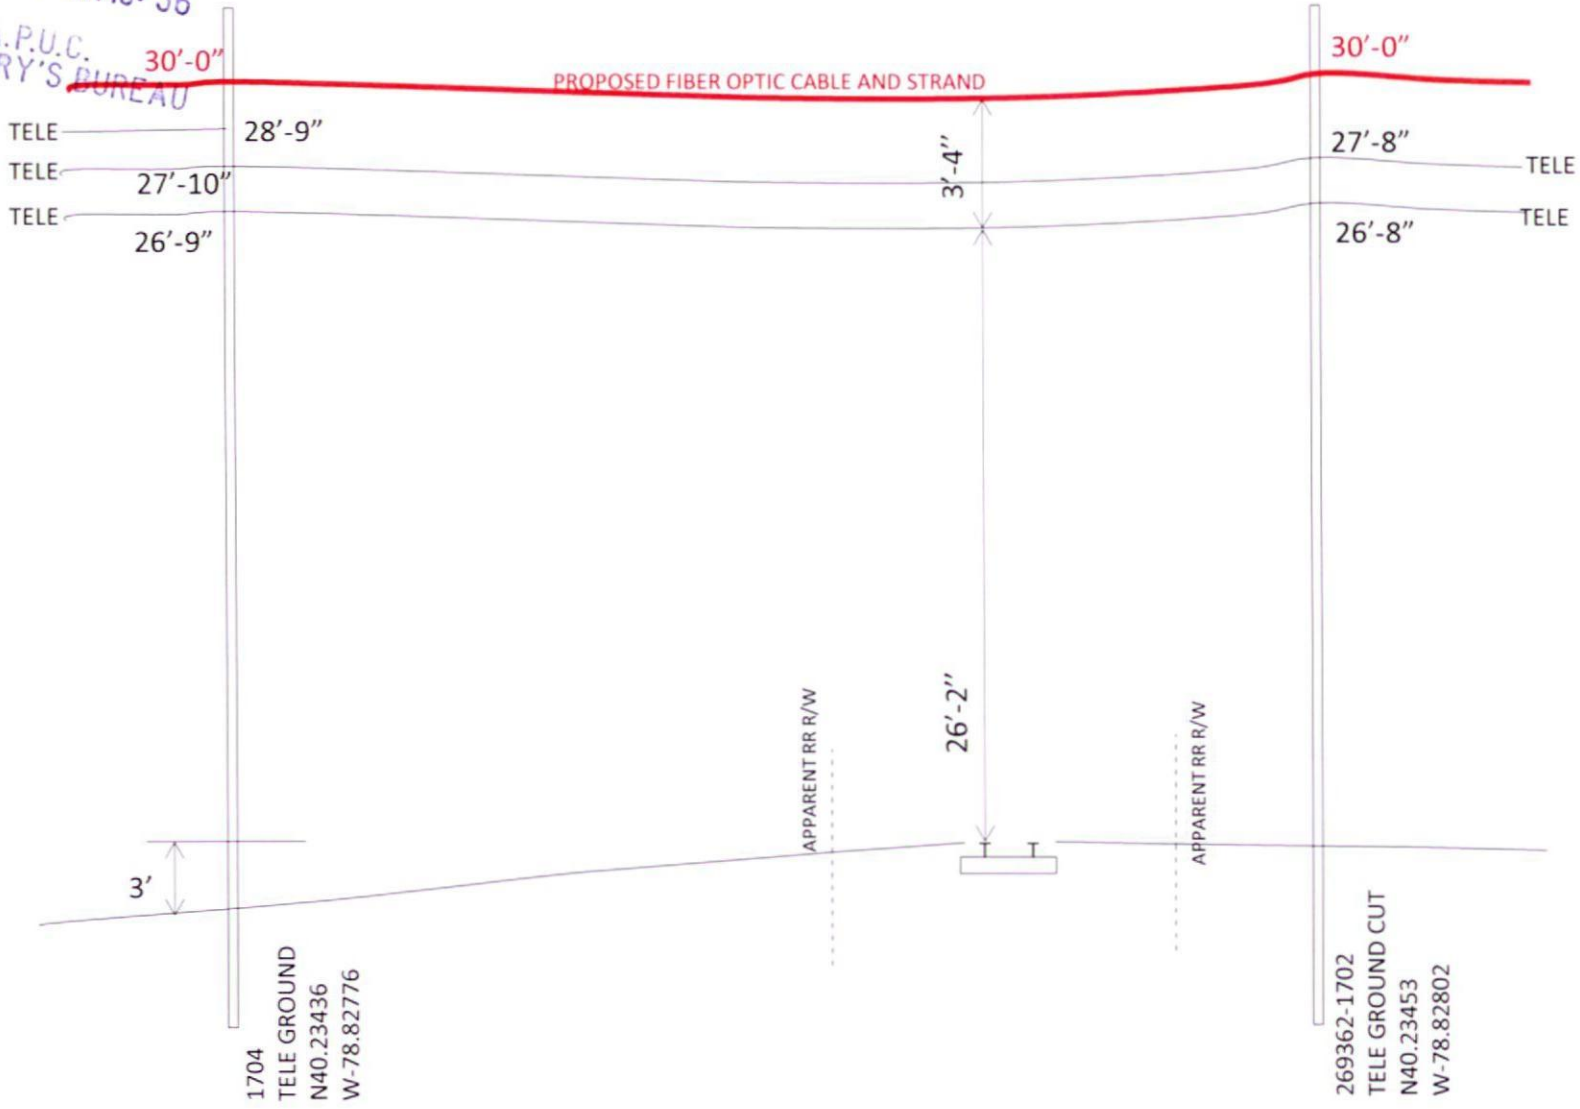 .P.U.C.
RY'S BUREAU
30'-0"
30'-0"
PROPOSED FIBER OPTIC CABLE AND STRAND
TELE
28'-9"
27'-8"
3'-4"
TELE
27'-10"
TELE
TELE
26'-9"
26'-8"
TELE
26'-2"
APPARENT RR R/W
APPARENT RR R/W
3'
1704
TELE GROUND
N40.23436
W-78.82776
269362-1702
TELE GROUND CUT
N40.23453
W-78.82802